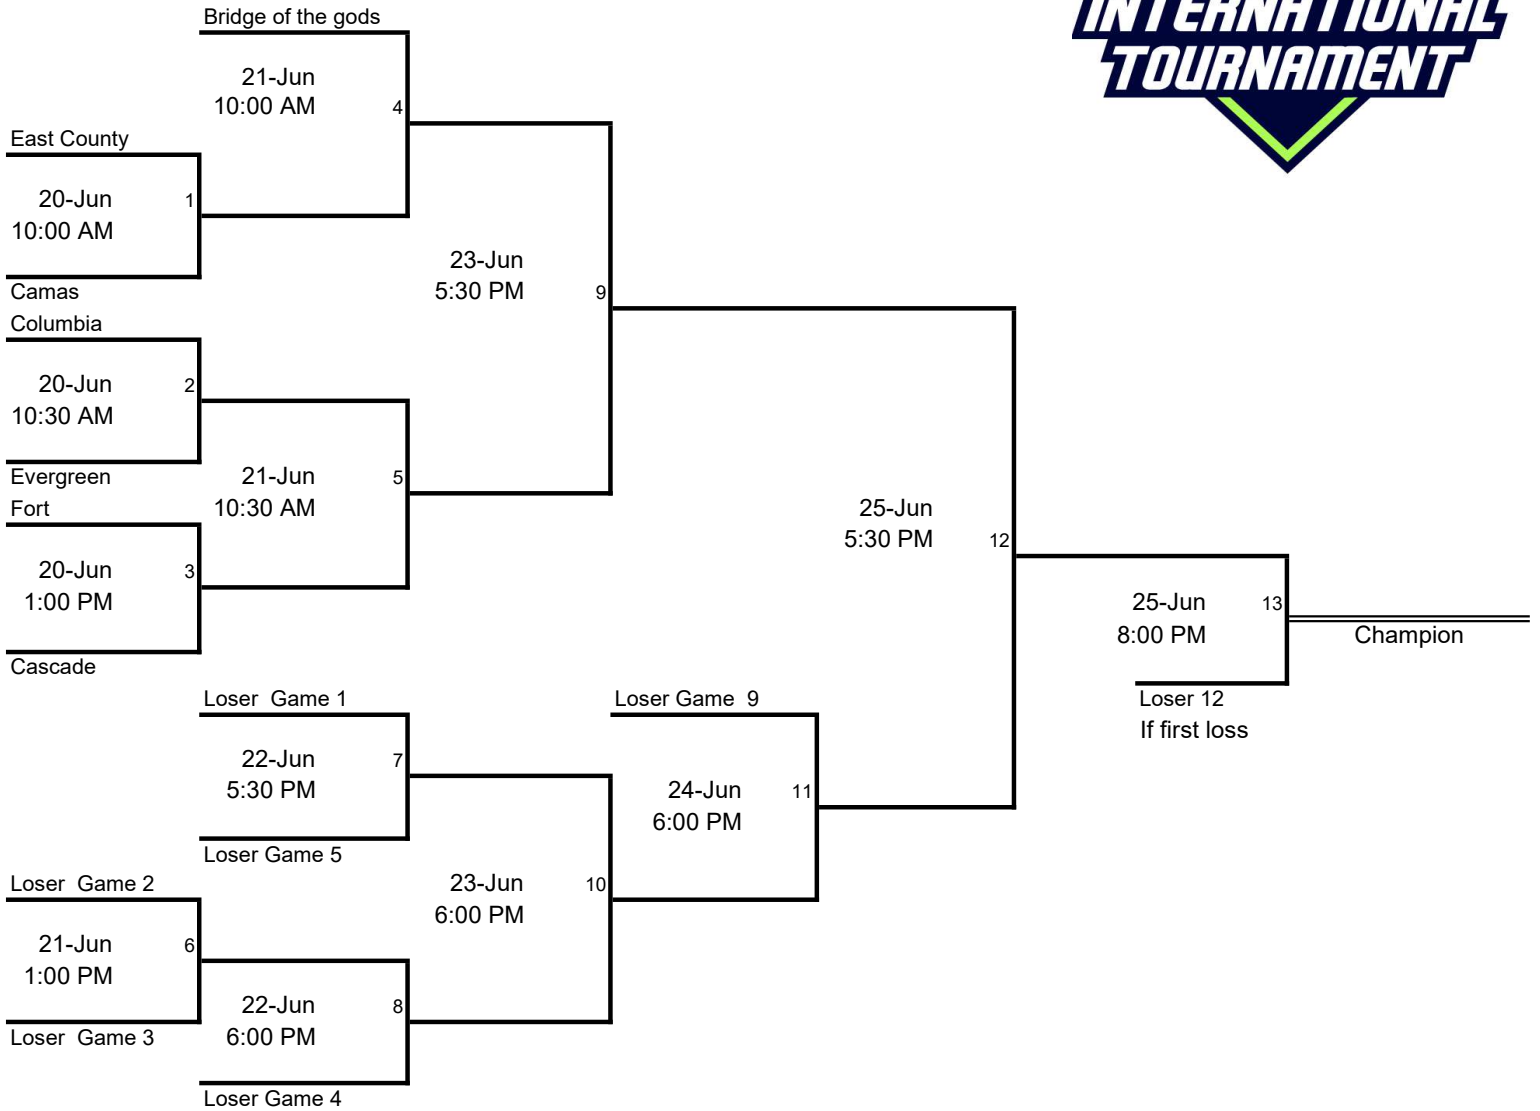 Bridge of the gods
INTERNATIONAL
TOURNAMENT
21-Jun
10:00 AM
4
East County
20-Jun
10:00 AM
1
Camas
23-Jun
5:30 PM
9
Columbia
20-Jun
10:30 AM
2
Evergreen
21-Jun
10:30 AM
5
Fort
20-Jun
1:00 PM
3
Cascade
25-Jun
5:30 PM
12
25-Jun
8:00 PM
13
Champion
Loser 12
If first loss
Loser  Game 1
22-Jun
5:30 PM
7
Loser Game 5
Loser Game  9
24-Jun
6:00 PM
11
Loser  Game 2
21-Jun
1:00 PM
6
Loser  Game 3
23-Jun
6:00 PM
10
22-Jun
6:00 PM
8
Loser Game 4